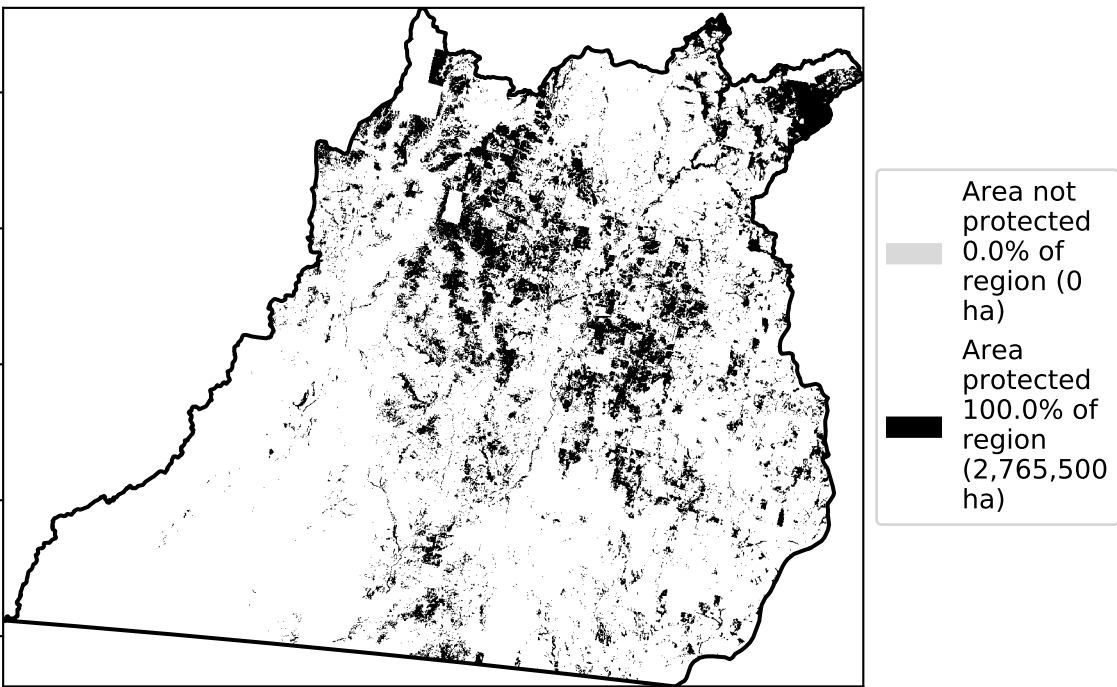 Area not
protected
0.0% of
region (0
ha)
Area
protected
100.0% of
region
(2,765,500
ha)